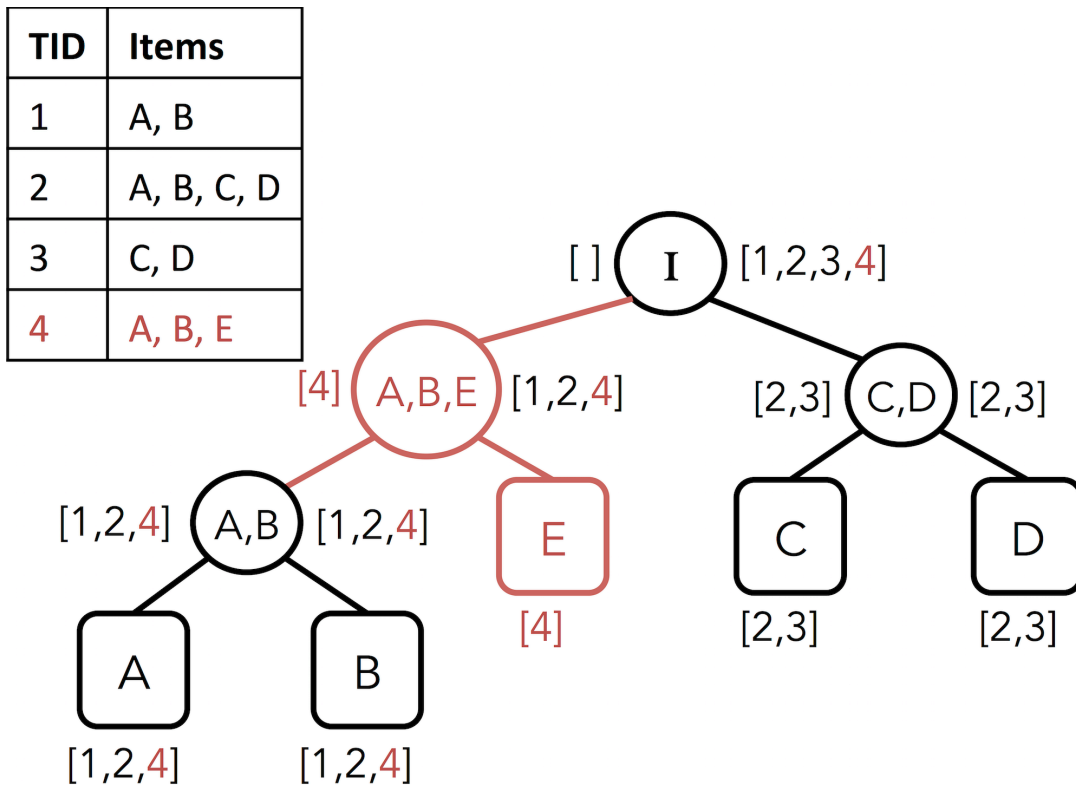 TID Items
1 A, B
2 A, B, C, D
3 C, D
4 A, B, E
[ ] I [1,2,3,4]
[4] A,B,E [1,2,4]
[2,3] C,D [2,3]
[1,2,4] A,B [1,2,4]
E
C
D
[4]
[2,3]
[2,3]
A
B
[1,2,4]
[1,2,4]